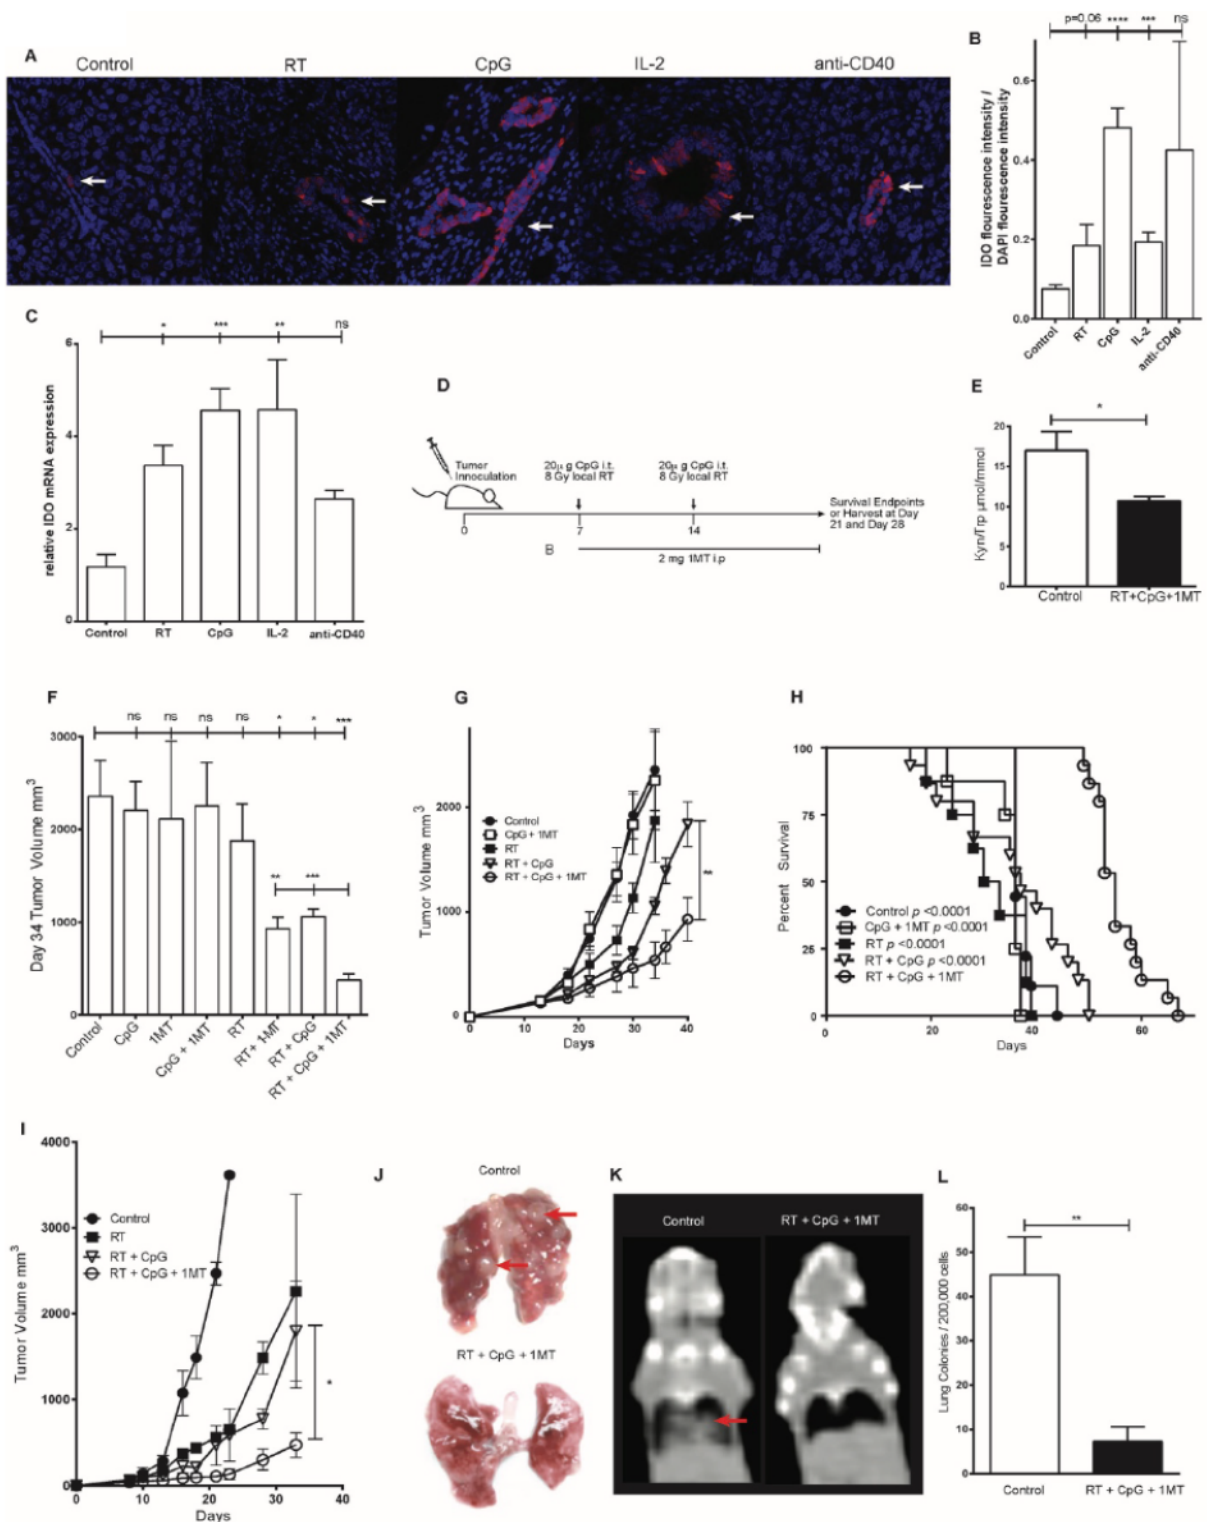 A
Control RT CpG IL-2 anti-CD40
B
p=0.06 **** *** ns
IDO flourescence intensity /
DAPI flourescence intensity
0.6
0.4
0.2
0.0
Control RT CpG IL-2 anti-CD40
C
* *** ** ns
relative IDO mRNA expression
6
4
2
0
Control RT CpG IL-2 anti-CD40
D
Tumor
Innoculation
20μ g CpG i.t.
8 Gy local RT
20μ g CpG i.t.
8 Gy local RT
Survival Endpoints
or Harvest at Day
21 and Day 28
0 7 14
B 2 mg 1MT i.p
E
*
Kyn/Trp μmol/mmol
20
15
10
5
0
Control RT+CpG+1MT
F
ns ns ns ns * * ***
Day 34 Tumor Volume mm3
3000
2000
1000
0
** ***
Control CpG 1MT CpG + 1MT RT RT+ 1MT RT + CpG RT + CpG + 1MT
G
Tumor Volume mm3
2000
1000
0
Control
CpG + 1MT
RT
RT + CpG
RT + CpG + 1MT
**
0 10 20 30 40
Days
H
Percent Survival
100
75
50
25
0
Control p <0.0001
CpG + 1MT p <0.0001
RT p <0.0001
RT + CpG p <0.0001
RT + CpG + 1MT
0 20 40 60
Days
I
Tumor Volume mm3
4000
3000
2000
1000
0
Control
RT
RT + CpG
RT + CpG + 1MT
*
0 10 20 30 40
Days
J
Control
RT + CpG + 1MT
K
Control RT + CpG + 1MT
L
**
Lung Colonies / 200,000 cells
60
50
40
30
20
10
0
Control RT + CpG + 1MT